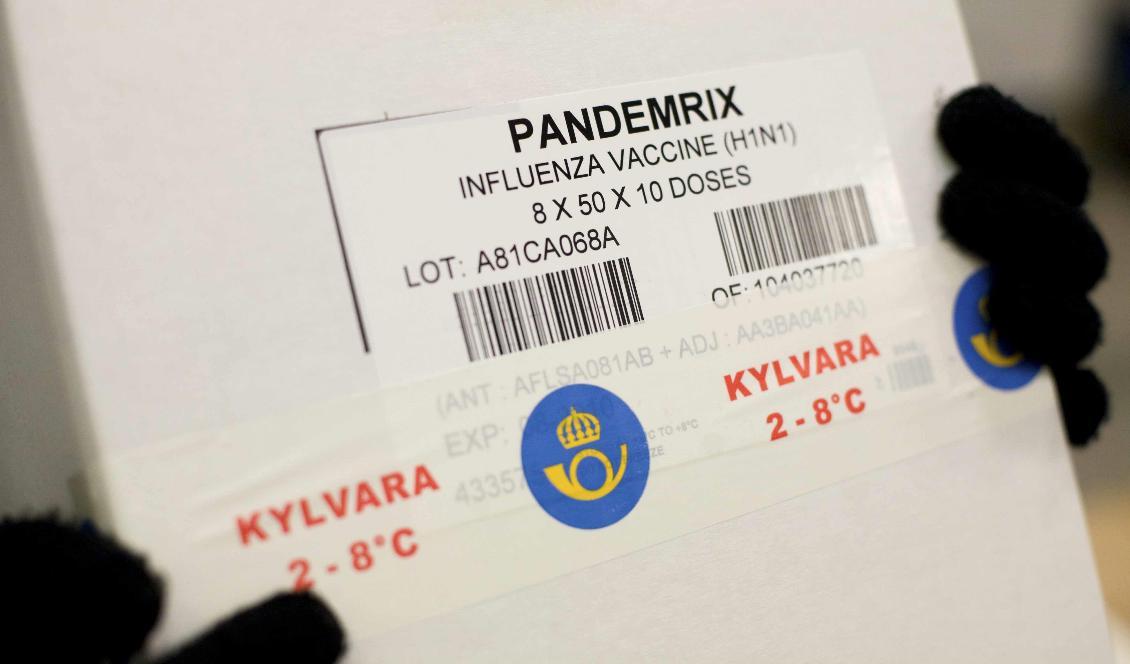 PANDEMRIX
INFLUENZA VACCINE (H1N1)
8 X 50 X 10 DOSES
LOT: A81CA068A
OF: 104037720
(ANT : AFLSA081AB + ADJ : AA3BA041AA)
EXP:
KYLVARA
2 - 8°C
43357
KYLVARA
2 - 8°C